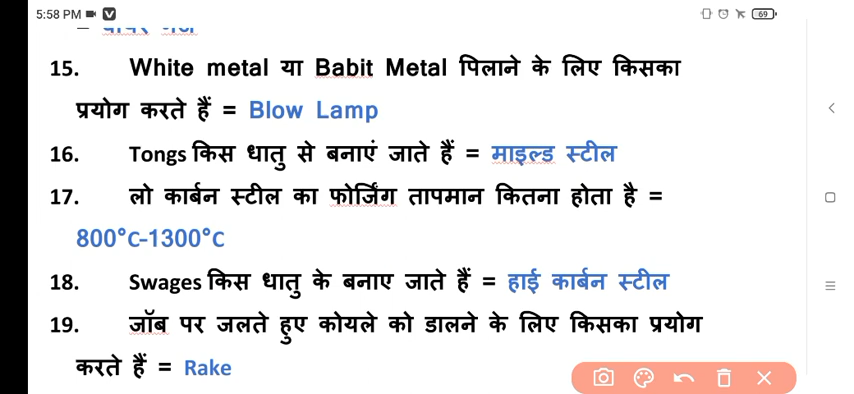 5:58 PM
69
15. White metal या Babit Metal पिलाने के लिए किसका
प्रयोग करते हैं = Blow Lamp
16. Tongs किस धातु से बनाएं जाते हैं = माइल्ड स्टील
17. लो कार्बन स्टील का फोर्जिंग तापमान कितना होता है =
800°C-1300°C
18. Swages किस धातु के बनाए जाते हैं = हाई कार्बन स्टील
19. जॉब पर जलते हुए कोयले को डालने के लिए किसका प्रयोग
करते हैं = Rake